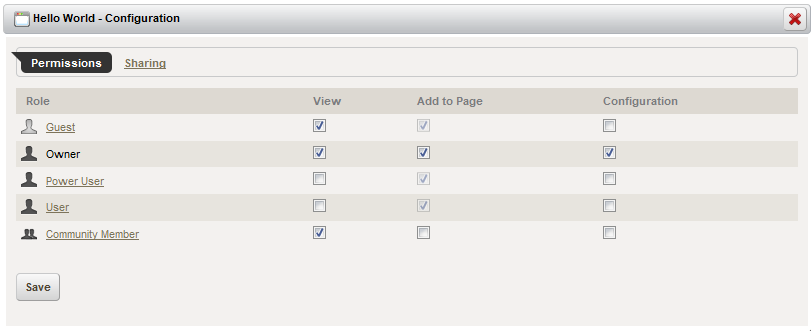 Hello World - Configuration
Permissions Sharing
Role View Add to Page Configuration
Guest
Owner
Power User
User
Community Member
Save